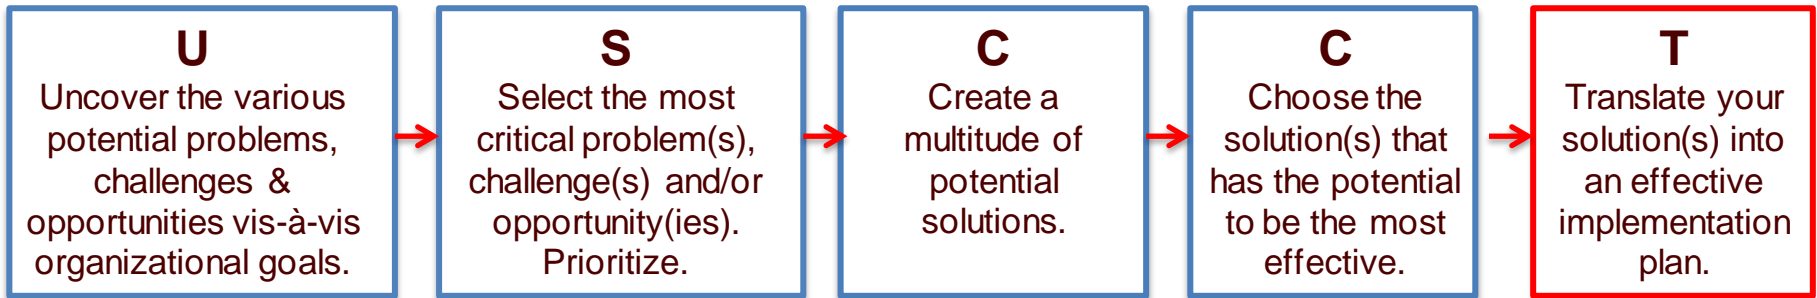 U
Uncover the various
potential problems,
challenges &
opportunities vis-à-vis
organizational goals.
S
Select the most
critical problem(s),
challenge(s) and/or
opportunity(ies).
Prioritize.
C
Create a
multitude of
potential
solutions.
C
Choose the
solution(s) that
has the potential
to be the most
effective.
T
Translate your
solution(s) into
an effective
implementation
plan.